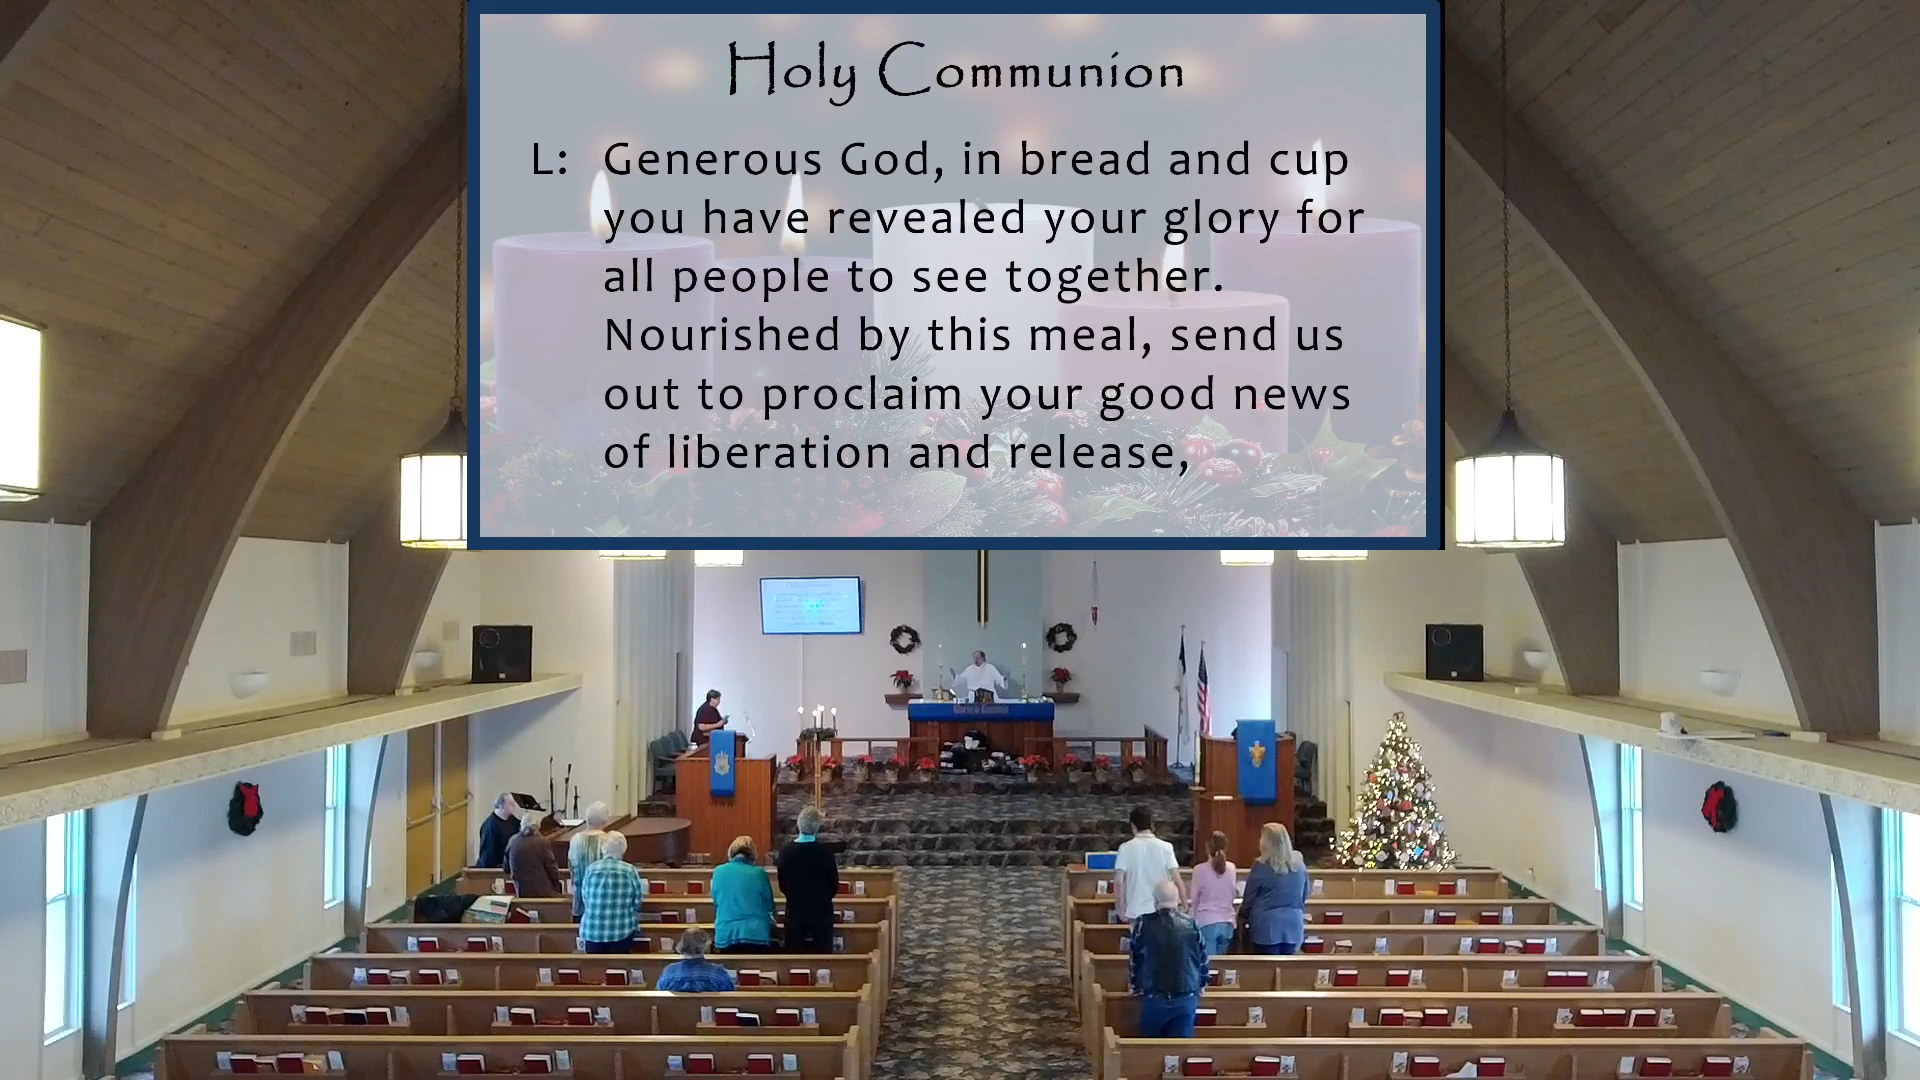 Holy Communion
L: Generous God, in bread and cup
you have revealed your glory for
all people to see together.
Nourished by this meal, send us
out to proclaim your good news
of liberation and release,